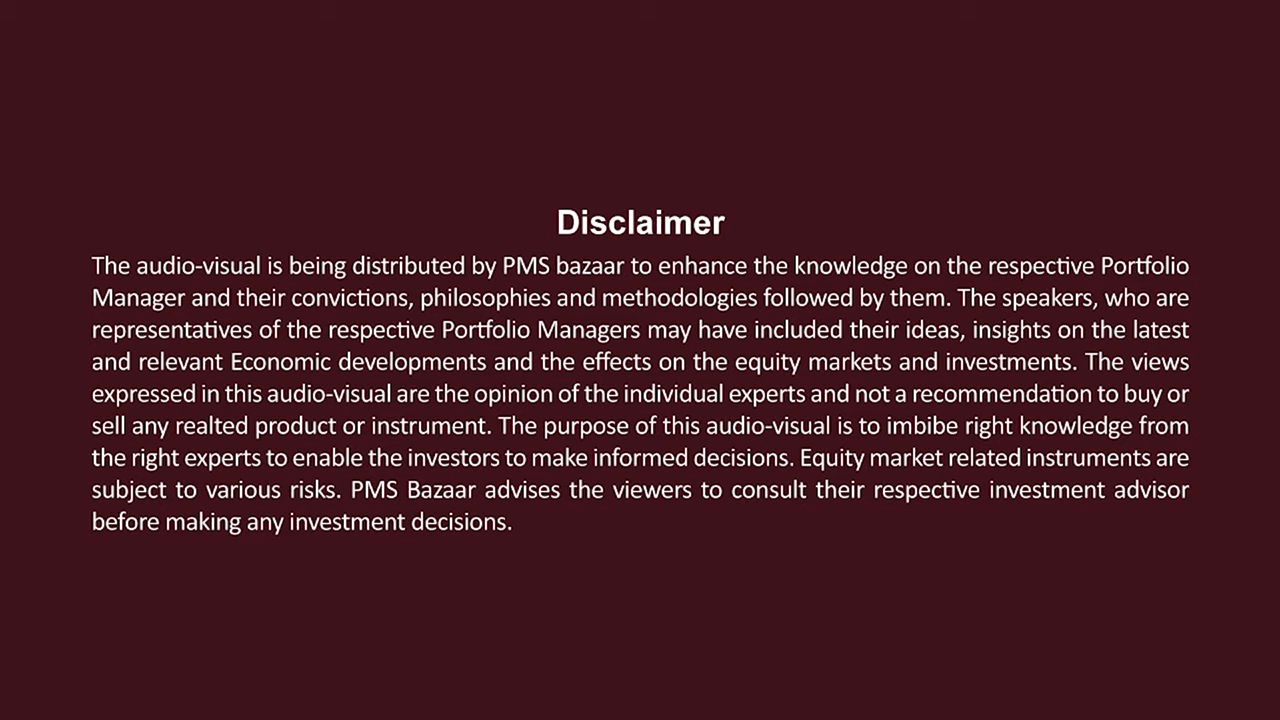 Disclaimer
The audio-visual is being distributed by PMS bazaar to enhance the knowledge on the respective Portfolio
Manager and their convictions, philosophies and methodologies followed by them. The speakers, who are
representatives of the respective Portfolio Managers may have included their ideas, insights on the latest
and relevant Economic developments and the effects on the equity markets and investments. The views
expressed in this audio-visual are the opinion of the individual experts and not a recommendation to buy or
sell any realted product or instrument. The purpose of this audio-visual is to imbibe right knowledge from
the right experts to enable the investors to make informed decisions. Equity market related instruments are
subject to various risks. PMS Bazaar advises the viewers to consult their respective investment advisor
before making any investment decisions.